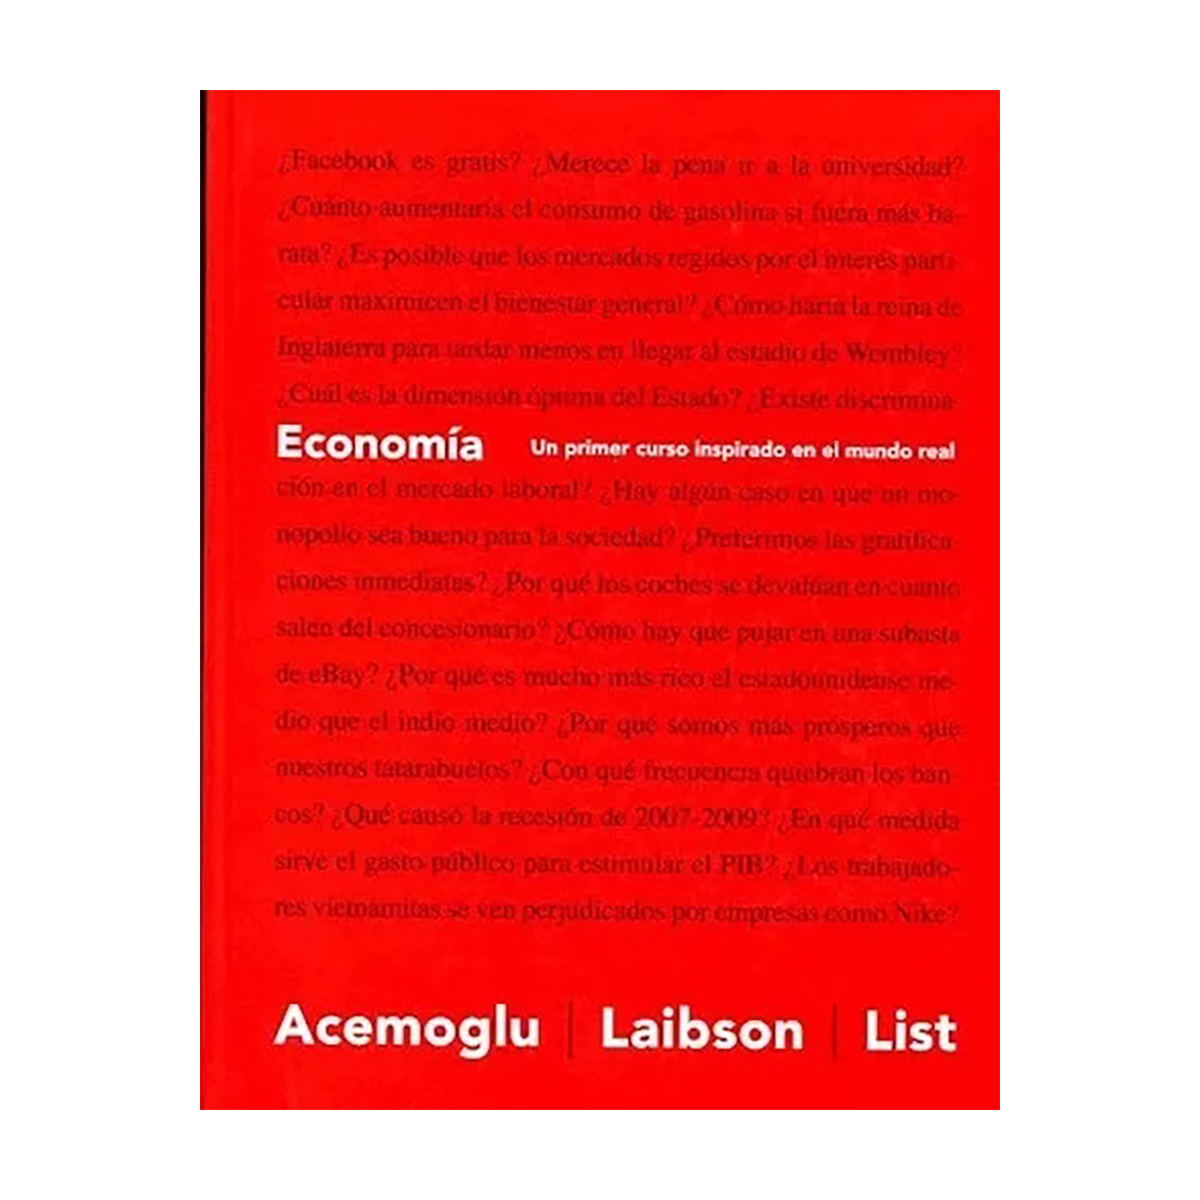 ¿Facebook es gratis? ¿Merece la pena ir a la universidad?
¿Cuánto aumentaría el consumo de gasolina si fuera más ba-
rata? ¿Es posible que los mercados regidos por el interés parti-
cular maximicen el bienestar general? ¿Cómo haría la reina de
Inglaterra para tardar menos en llegar al estadio de Wembley?
¿Cuál es la dimensión óptima del Estado? ¿Existe discrimina-
Economía Un primer curso inspirado en el mundo real
ción en el mercado laboral? ¿Hay algún caso en que un mo-
nopolio sea bueno para la sociedad? ¿Preferimos las gratifica-
ciones inmediatas? ¿Por qué los coches se devalúan en cuanto
salen del concesionario? ¿Cómo hay que pujar en una subasta
de eBay? ¿Por qué es mucho más rico el estadounidense me-
dio que el indio medio? ¿Por qué somos más prósperos que
nuestros tatarabuelos? ¿Con qué frecuencia quiebran los ban-
cos? ¿Qué causó la recesión de 2007-2009? ¿En qué medida
sirve el gasto público para estimular el PIB? ¿Los trabajado-
res vietnamitas se ven perjudicados por empresas como Nike?
Acemoglu | Laibson | List